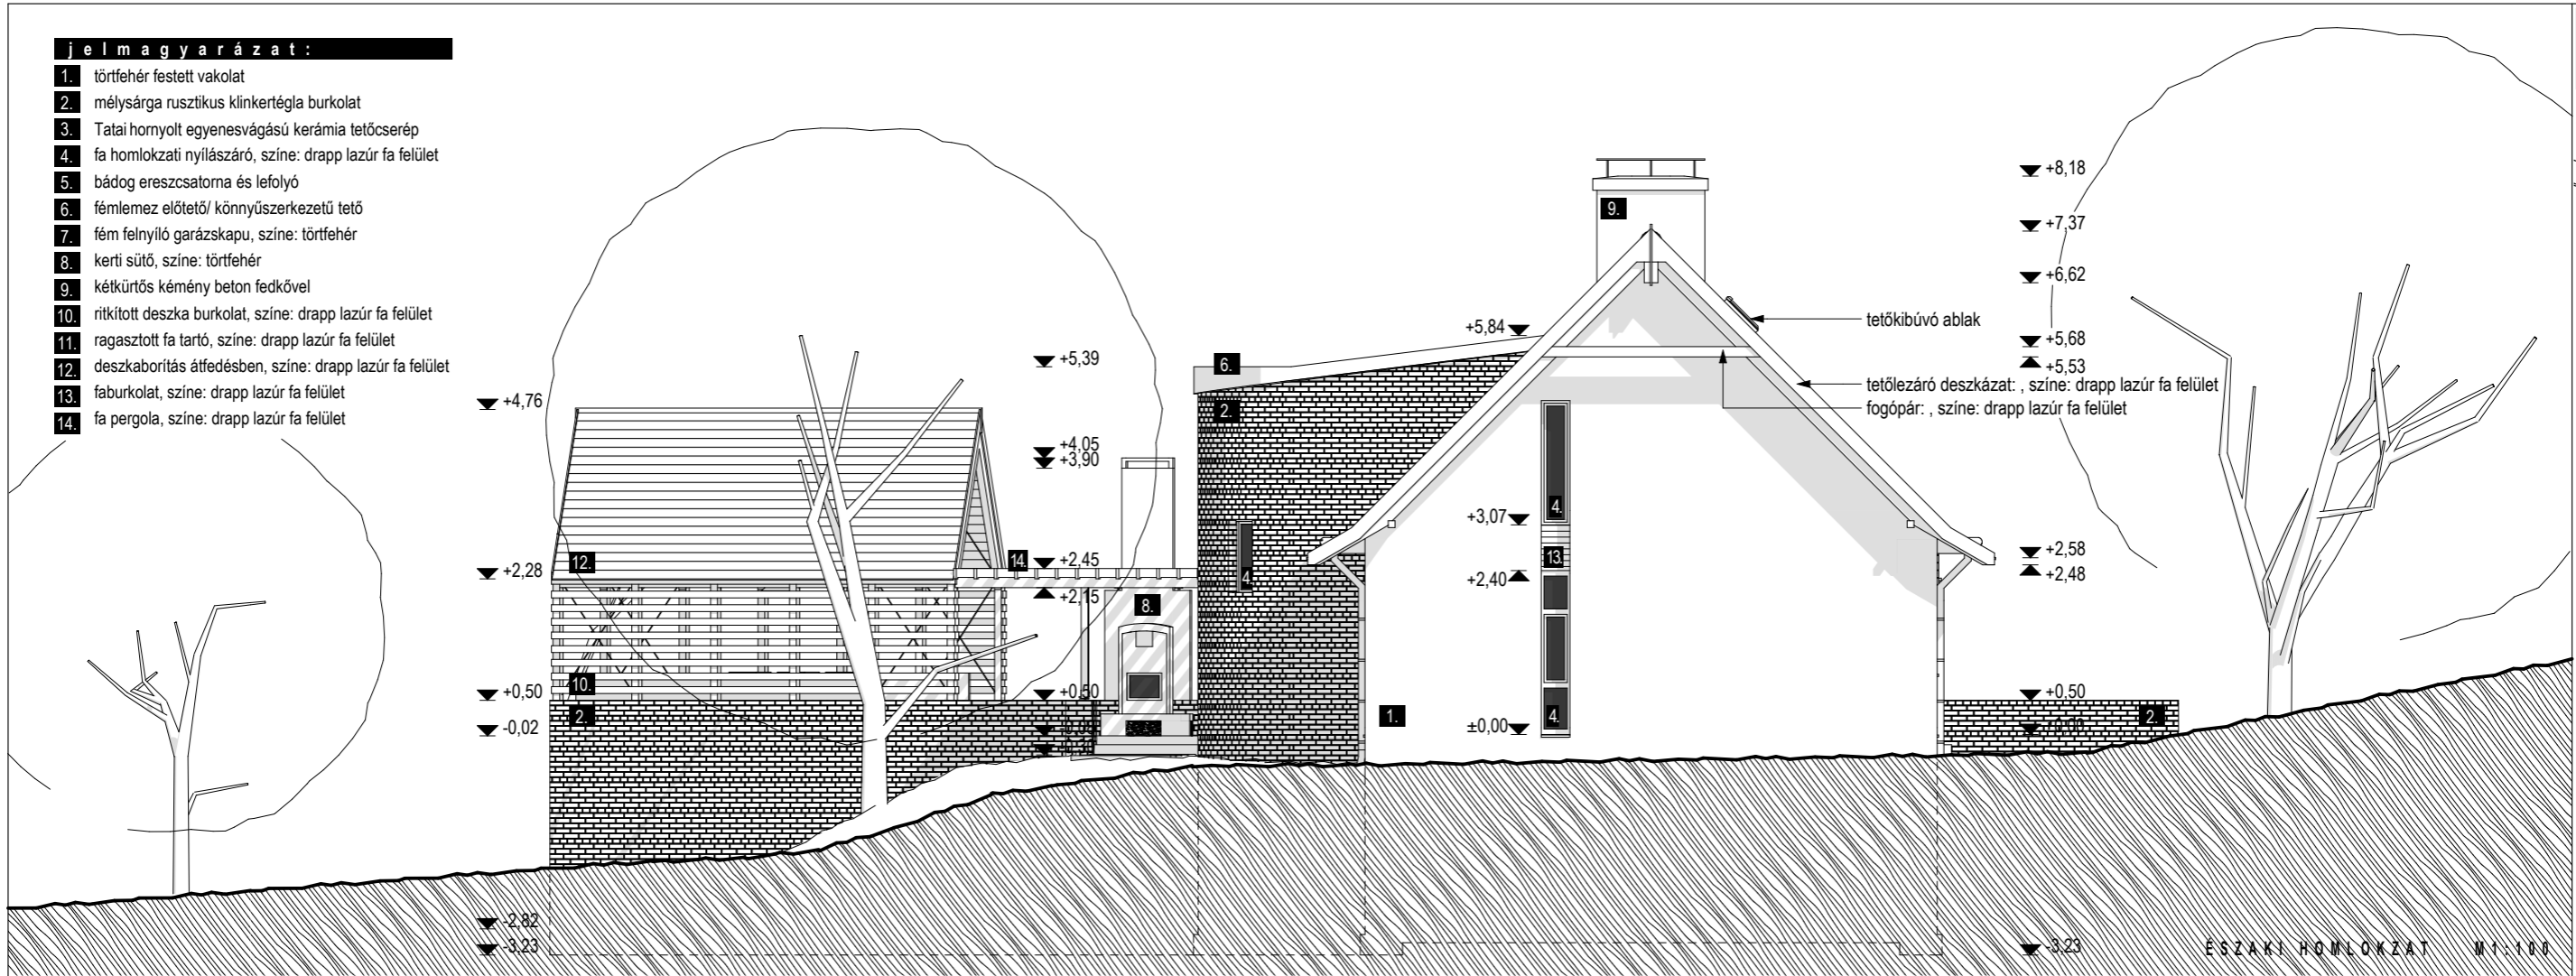 jelmagyarázat:
1. törtfehér festett vakolat
2. mélysárga rusztikus klinkertégla burkolat
3. Tatai hornyolt egyenesvágású kerámia tetőcserép
4. fa homlokzati nyílászáró, színe: drapp lazúr fa felület
5. bádog ereszcsatorna és lefolyó
6. fémlemez előtető/ könnyűszerkezetű tető
7. fém felnyíló garázskapu, színe: törtfehér
8. kerti sütő, színe: törtfehér
9. kétkürtős kémény beton fedkővel
10. ritkított deszka burkolat, színe: drapp lazúr fa felület
11. ragasztott fa tartó, színe: drapp lazúr fa felület
12. deszkaborítás átfedésben, színe: drapp lazúr fa felület
13. faburkolat, színe: drapp lazúr fa felület
14. fa pergola, színe: drapp lazúr fa felület
+4,76
+2,28
+0,50
-0,02
-2,82
-3,23
12.
10.
2.
+5,39
+4,05
+3,90
14.
+2,45
+2,15
+0,50
8.
6.
2.
4.
+5,84
+3,07
+2,40
±0,00
9.
4.
13.
4.
1.
tetőkibúvó ablak
tetőlezáró deszkázat: , színe: drapp lazúr fa felület
fogópár: , színe: drapp lazúr fa felület
+8,18
+7,37
+6,62
+5,68
+5,53
+2,58
+2,48
+0,50
2.
-3,23
ÉSZAKI HOMLOKZAT M1:100